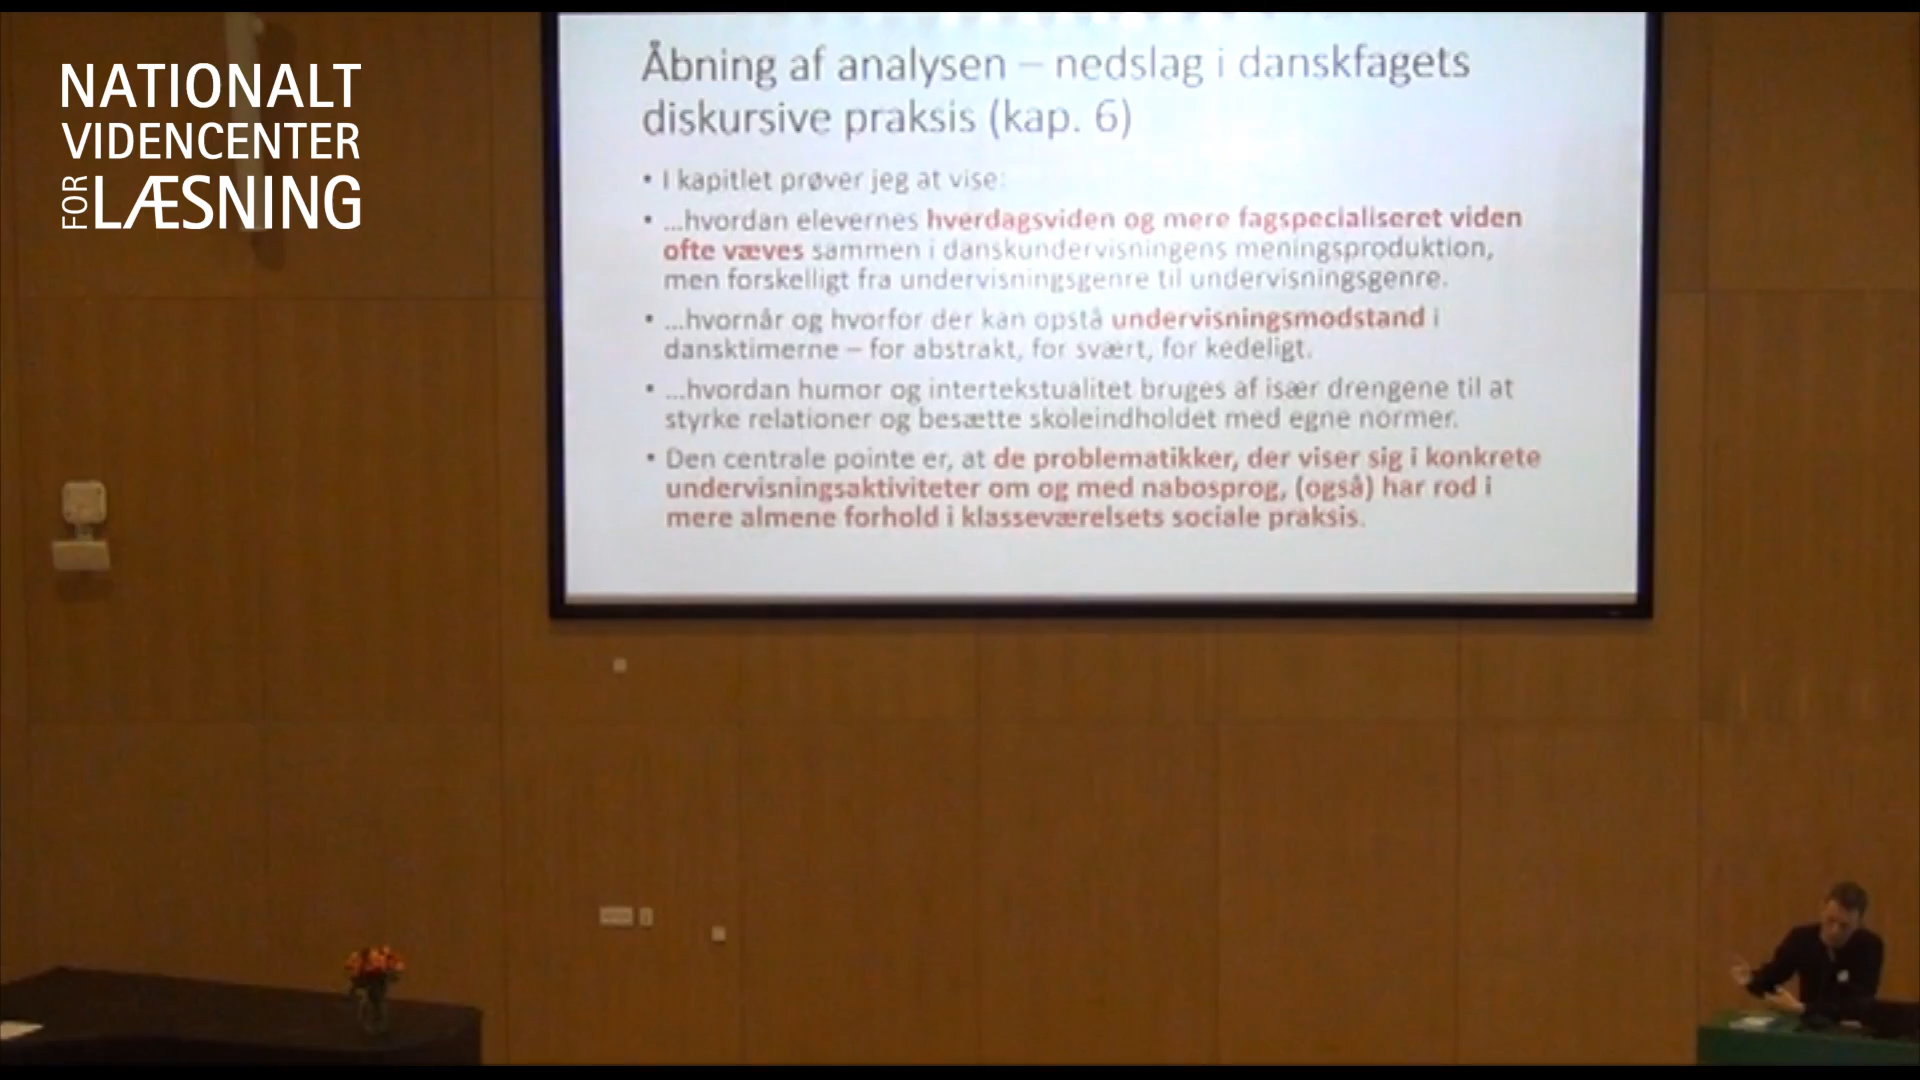 NATIONALT
VIDENCENTER
FOR LÆSNING
Åbning af analysen – nedslag i danskfagets
diskursive praksis (kap. 6)
• I kapitlet prøver jeg at vise:
• ...hvordan elevernes hverdagsviden og mere fagspecialiseret viden
ofte væves sammen i danskundervisningens meningsproduktion,
men forskelligt fra undervisningsgenre til undervisningsgenre.
• ...hvornår og hvorfor der kan opstå undervisningsmodstand i
dansktimerne – for abstrakt, for svært, for kedeligt.
• ...hvordan humor og intertekstualitet bruges af især drengene til at
styrke relationer og besætte skoleindholdet med egne normer.
• Den centrale pointe er, at de problematikker, der viser sig i konkrete
undervisningsaktiviteter om og med nabosprog, (også) har rod i
mere almene forhold i klasseværelsets sociale praksis.